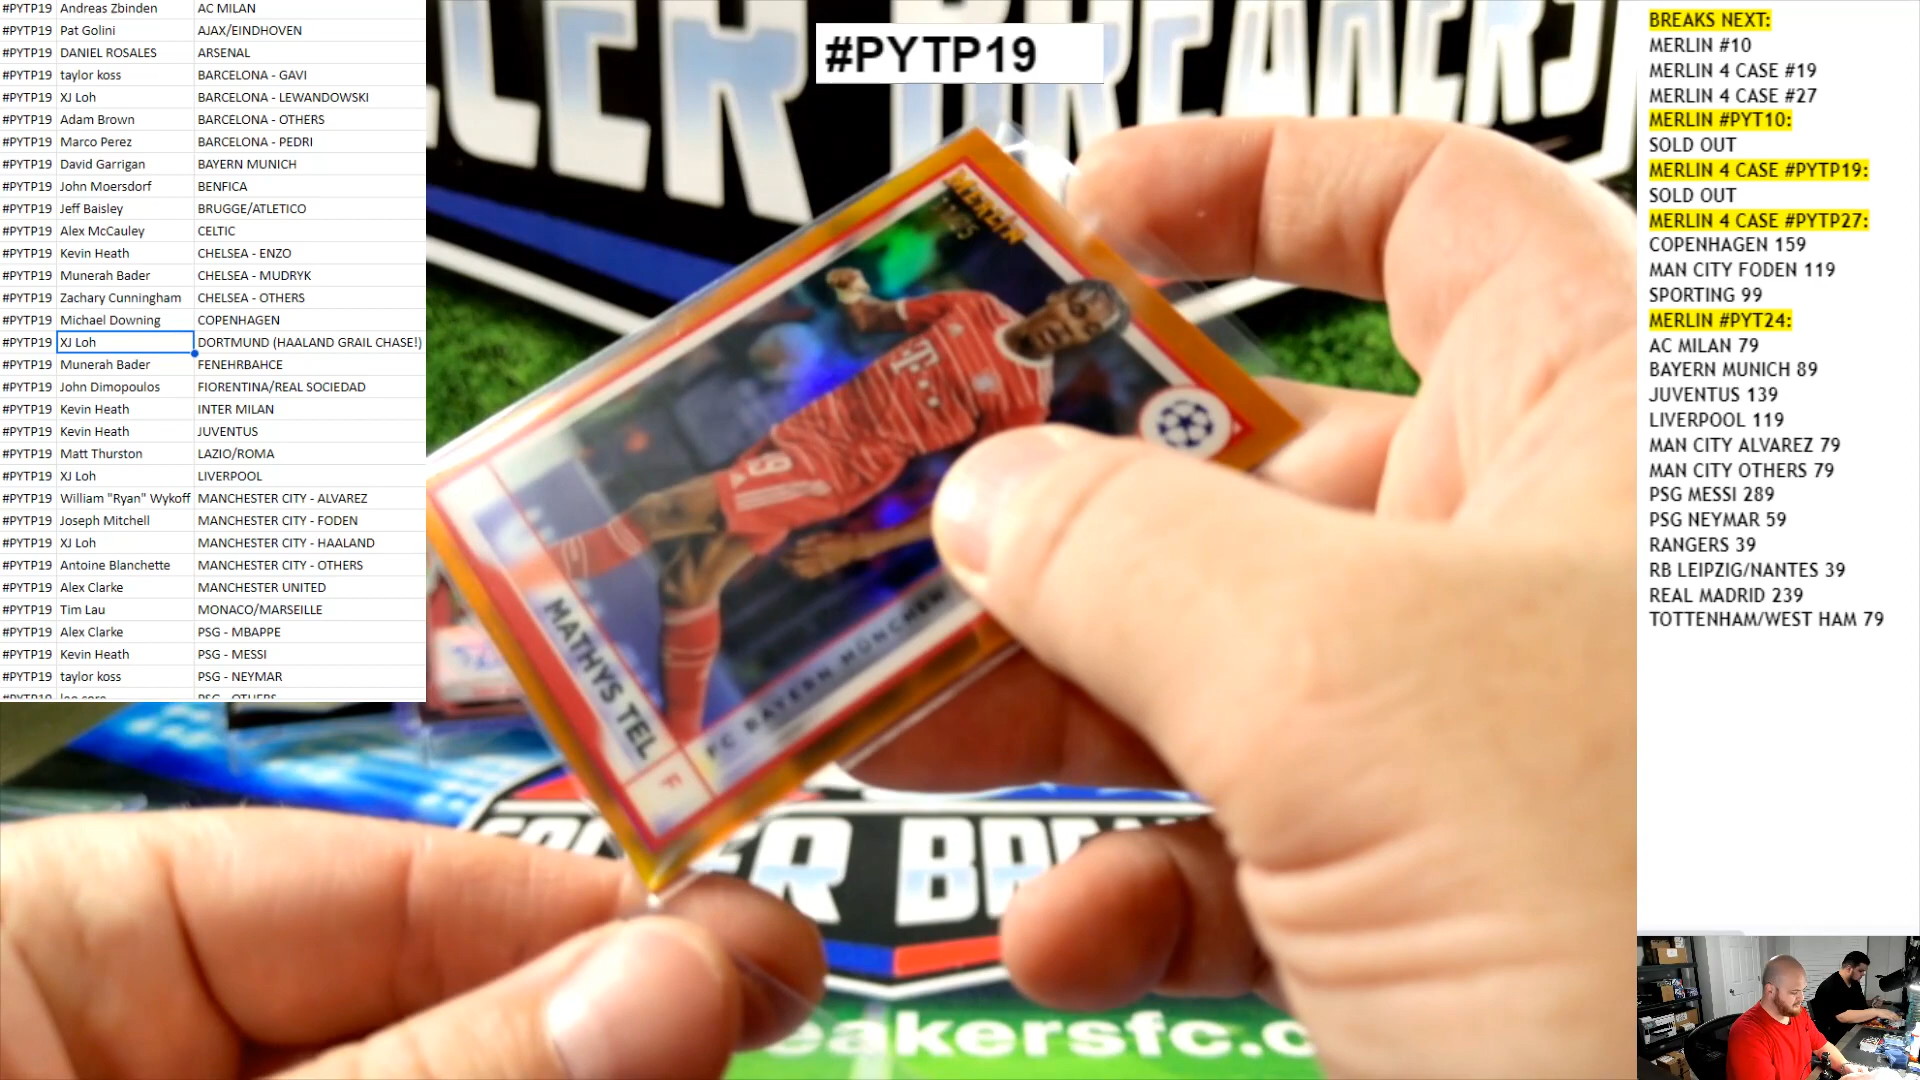 #PYTP19 Andreas Zbinden AC MILAN
#PYTP19 Pat Golini AJAX/EINDHOVEN
#PYTP19 DANIEL ROSALES ARSENAL
#PYTP19 taylor koss BARCELONA - GAVI
#PYTP19 XJ Loh BARCELONA - LEWANDOWSKI
#PYTP19 Adam Brown BARCELONA - OTHERS
#PYTP19 Marco Perez BARCELONA - PEDRI
#PYTP19 David Garrigan BAYERN MUNICH
#PYTP19 John Moersdorf BENFICA
#PYTP19 Jeff Baisley BRUGGE/ATLETICO
#PYTP19 Alex McCauley CELTIC
#PYTP19 Kevin Heath CHELSEA - ENZO
#PYTP19 Munerah Bader CHELSEA - MUDRYK
#PYTP19 Zachary Cunningham CHELSEA - OTHERS
#PYTP19 Michael Downing COPENHAGEN
#PYTP19 XJ Loh DORTMUND (HAALAND GRAIL CHASE!)
#PYTP19 Munerah Bader FENEHRBAHCE
#PYTP19 John Dimopoulos FIORENTINA/REAL SOCIEDAD
#PYTP19 Kevin Heath INTER MILAN
#PYTP19 Kevin Heath JUVENTUS
#PYTP19 Matt Thurston LAZIO/ROMA
#PYTP19 XJ Loh LIVERPOOL
#PYTP19 William "Ryan" Wykoff MANCHESTER CITY - ALVAREZ
#PYTP19 Joseph Mitchell MANCHESTER CITY - FODEN
#PYTP19 XJ Loh MANCHESTER CITY - HAALAND
#PYTP19 Antoine Blanchette MANCHESTER CITY - OTHERS
#PYTP19 Alex Clarke MANCHESTER UNITED
#PYTP19 Tim Lau MONACO/MARSEILLE
#PYTP19 Alex Clarke PSG - MBAPPE
#PYTP19 Kevin Heath PSG - MESSI
#PYTP19 taylor koss PSG - NEYMAR
#PYTP19
MERLIN
T
9
MATHYS TEL
FC BAYERN MÜNCHEN
F
BREAKS NEXT:
MERLIN #10
MERLIN 4 CASE #19
MERLIN 4 CASE #27
MERLIN #PYT10:
SOLD OUT
MERLIN 4 CASE #PYTP19:
SOLD OUT
MERLIN 4 CASE #PYTP27:
COPENHAGEN 159
MAN CITY FODEN 119
SPORTING 99
MERLIN #PYT24:
AC MILAN 79
BAYERN MUNICH 89
JUVENTUS 139
LIVERPOOL 119
MAN CITY ALVAREZ 79
MAN CITY OTHERS 79
PSG MESSI 289
PSG NEYMAR 59
RANGERS 39
RB LEIPZIG/NANTES 39
REAL MADRID 239
TOTTENHAM/WEST HAM 79